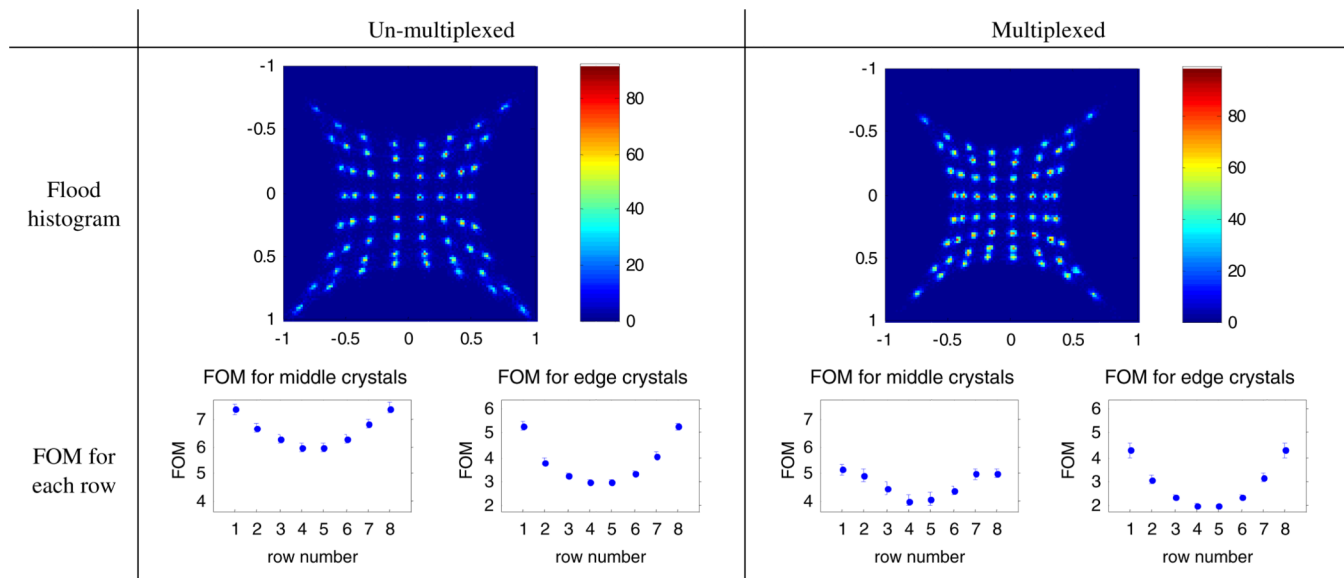 Un-multiplexed
Multiplexed
Flood
histogram
-1
-0.5
0
0.5
1
-1 -0.5 0 0.5 1
80
60
40
20
0
-1
-0.5
0
0.5
1
-1 -0.5 0 0.5 1
80
60
40
20
0
FOM for
each row
FOM for middle crystals
FOM
7
6
5
4
1 2 3 4 5 6 7 8
row number
FOM for edge crystals
FOM
6
5
4
3
2
1 2 3 4 5 6 7 8
row number
FOM for middle crystals
FOM
7
6
5
4
1 2 3 4 5 6 7 8
row number
FOM for edge crystals
FOM
6
5
4
3
2
1 2 3 4 5 6 7 8
row number